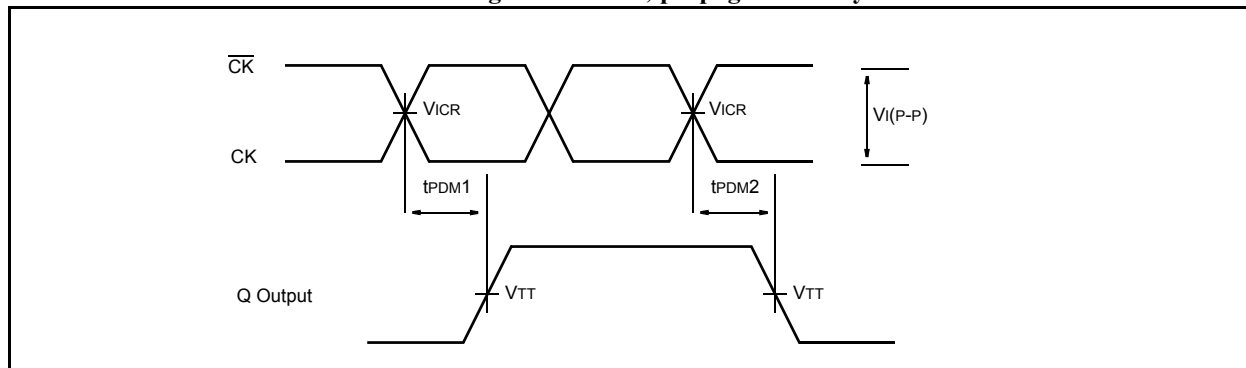 CK
VICR
VICR
VI(P-P)
CK
tPDM1
tPDM2
Q Output
VTT
VTT